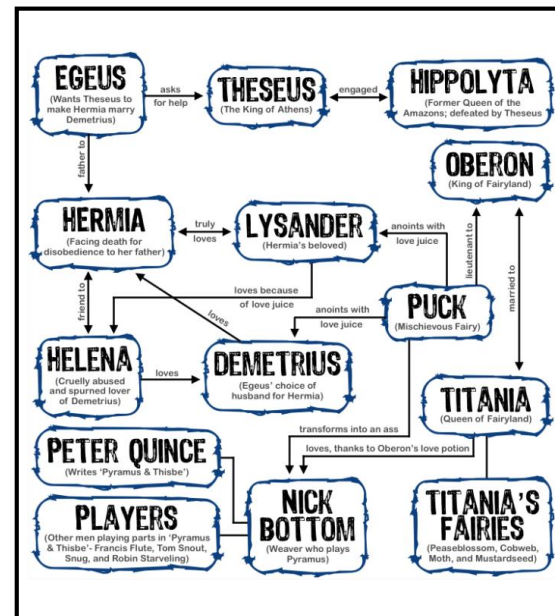 EGEUS
(Wants Theseus to
make Hermia marry
Demetrius)
asks
for help
THESEUS
(The King of Athens)
engaged
HIPPOLYTA
(Former Queen of the
Amazons; defeated by Theseus
father to
OBERON
(King of Fairyland)
HERMIA
(Facing death for
disobedience to her father)
truly
loves
LYSANDER
(Hermia's beloved)
anoints with
love juice
lieutenant to
married to
friend to
loves because
of love juice
loves
anoints with
love juice
PUCK
(Mischievous Fairy)
HELENA
(Cruelly abused
and spurned lover
of Demetrius)
loves
DEMETRIUS
(Egeus' choice of
husband for Hermia)
TITANIA
(Queen of Fairyland)
transforms into an ass
loves, thanks to Oberon's love potion
PETER QUINCE
(Writes 'Pyramus & Thisbe')
PLAYERS
(Other men playing parts in 'Pyramus
& Thisbe'- Francis Flute, Tom Snout,
Snug, and Robin Starveling)
NICK
BOTTOM
(Weaver who plays
Pyramus)
TITANIA'S
FAIRIES
(Peaseblossom, Cobweb,
Moth, and Mustardseed)